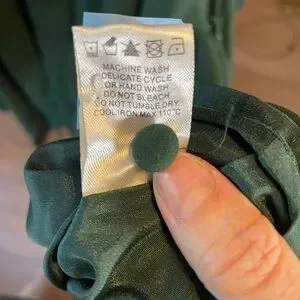 MACHINE WASH
DELICATE CYCLE
OR HAND WASH
DO NOT BLEACH
DO NOT TUMBLE DRY
COOL IRON MAX 110°C